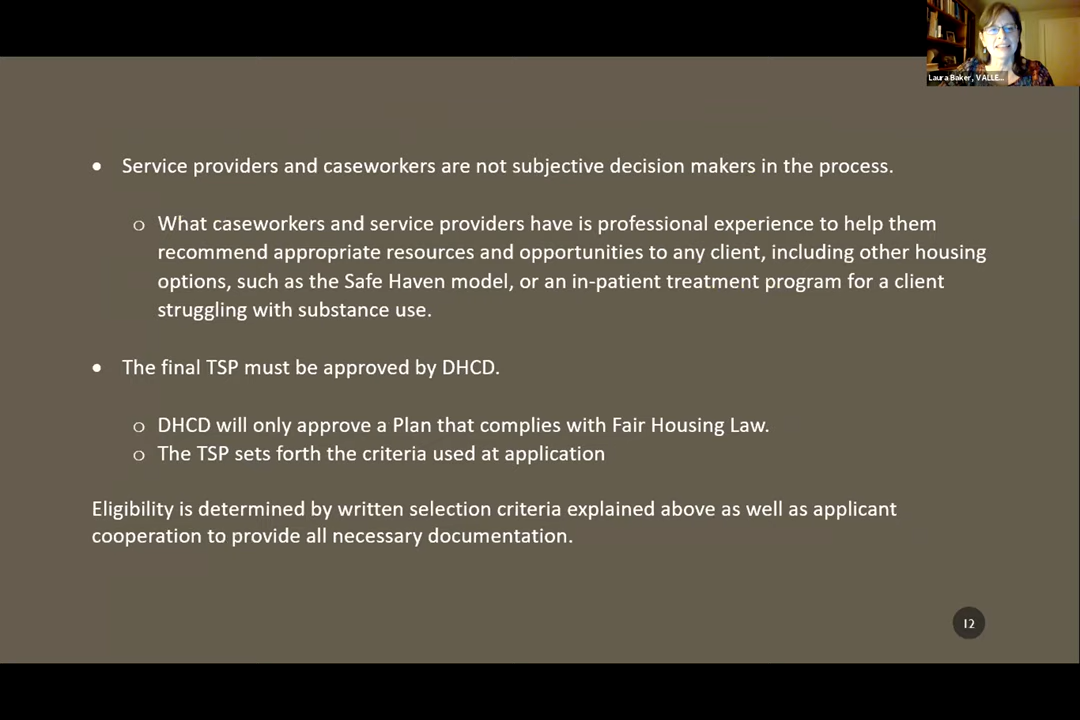 Laura Baker, VALLE...
• Service providers and caseworkers are not subjective decision makers in the process.
o What caseworkers and service providers have is professional experience to help them
recommend appropriate resources and opportunities to any client, including other housing
options, such as the Safe Haven model, or an in-patient treatment program for a client
struggling with substance use.
• The final TSP must be approved by DHCD.
o DHCD will only approve a Plan that complies with Fair Housing Law.
o The TSP sets forth the criteria used at application
Eligibility is determined by written selection criteria explained above as well as applicant
cooperation to provide all necessary documentation.
12